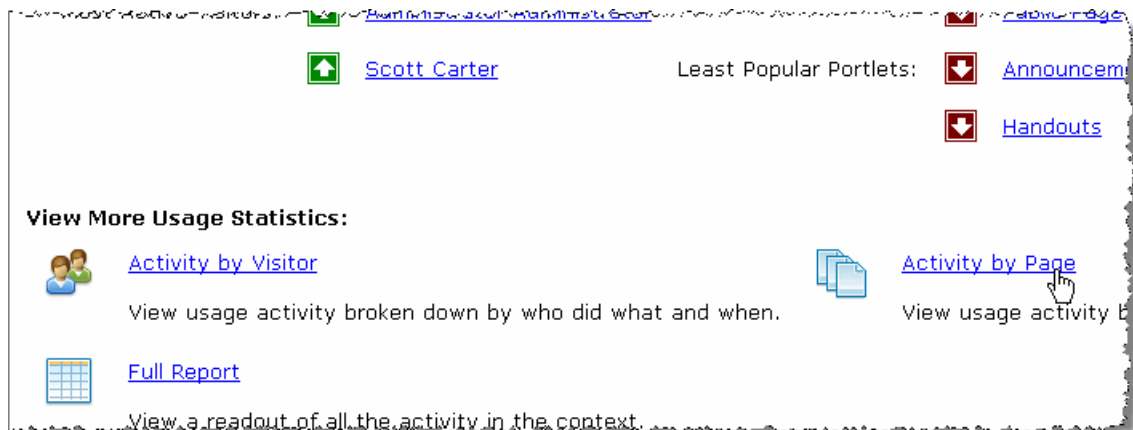 Scott Carter Least Popular Portlets: Announcem
Handouts
View More Usage Statistics:
Activity by Visitor Activity by Page
View usage activity broken down by who did what and when. View usage activity b
Full Report
View a readout of all the activity in the context.